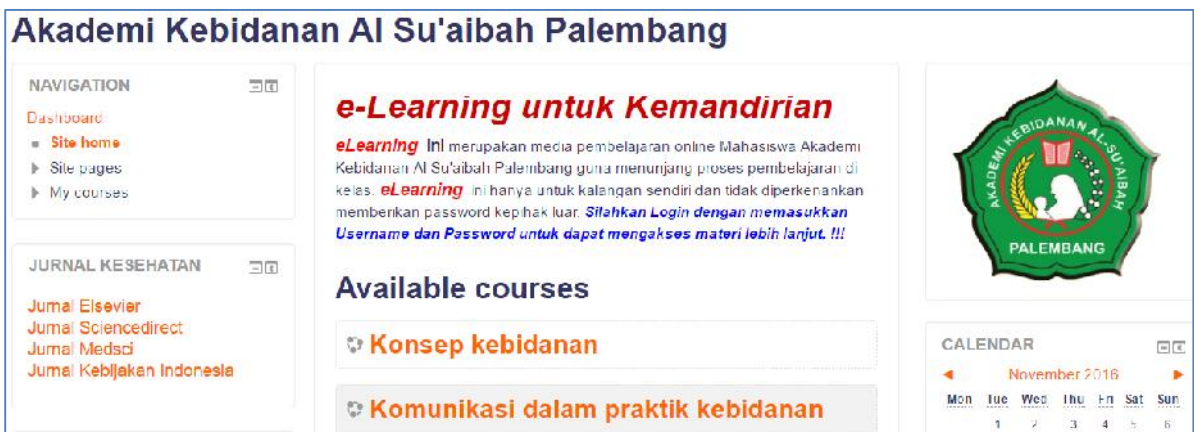 Akademi Kebidanan Al Su'aibah Palembang
NAVIGATION
Dashboard
Site home
Site pages
My courses
JURNAL KESEHATAN
Jurnal Elsevier
Jurnal Sciencedirect
Jurnal Medsci
Jurnal Kebijakan Indonesia
e-Learning untuk Kemandirian
eLearning Ini merupakan media pembelajaran online Mahasiswa Akademi
Kebidanan Al Su'aibah Palembang guna menunjang proses pembelajaran di
kelas. eLearning ini hanya untuk kalangan sendiri dan tidak diperkenankan
memberikan password kepihak luar. Silahkan Login dengan memasukkan
Username dan Password untuk dapat mengakses materi lebih lanjut. !!!
Available courses
Konsep kebidanan
Komunikasi dalam praktik kebidanan
AKADEMI KEBIDANAN AL-SU'AIBAH
PALEMBANG
CALENDAR
November 2016
Mon Tue Wed Thu Fri Sat Sun
1 2 3 4 5 6